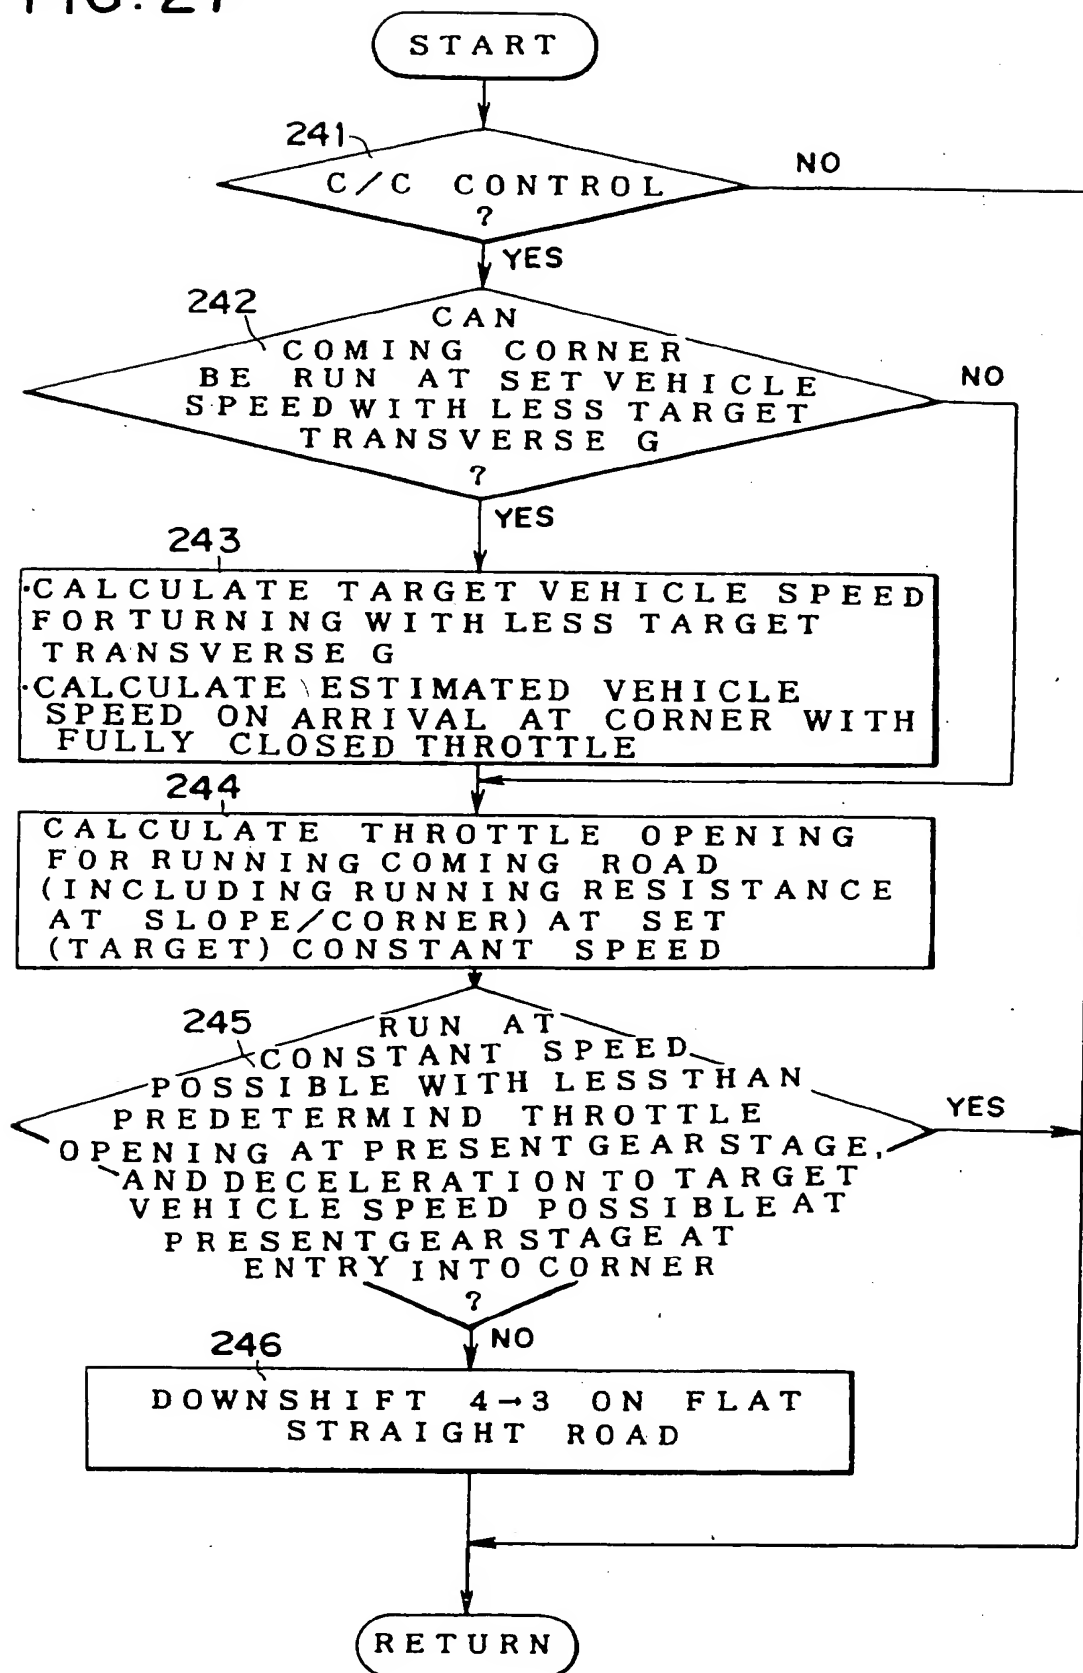 FIG. 27
START
241
C/C CONTROL
?
NO
YES
242
CAN
COMING CORNER
BE RUN AT SET VEHICLE
SPEED WITH LESS TARGET
TRANSVERSE G
?
NO
YES
243
·CALCULATE TARGET VEHICLE SPEED
FOR TURNING WITH LESS TARGET
TRANSVERSE G
·CALCULATE ESTIMATED VEHICLE
SPEED ON ARRIVAL AT CORNER WITH
FULLY CLOSED THROTTLE
244
CALCULATE THROTTLE OPENING
FOR RUNNING COMING ROAD
(INCLUDING RUNNING RESISTANCE
AT SLOPE/CORNER) AT SET
(TARGET) CONSTANT SPEED
245
RUN AT
CONSTANT SPEED
POSSIBLE WITH LESS THAN
PREDETERMIND THROTTLE
OPENING AT PRESENT GEAR STAGE,
AND DECELERATION TO TARGET
VEHICLE SPEED POSSIBLE AT
PRESENT GEAR STAGE AT
ENTRY INTO CORNER
?
YES
NO
246
DOWNSHIFT 4→3 ON FLAT
STRAIGHT ROAD
RETURN